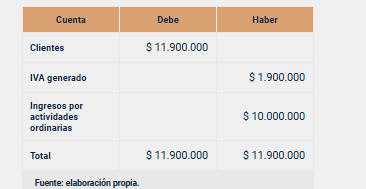 Cuenta Debe Haber
Clientes $ 11.900.000
IVA generado $ 1.900.000
Ingresos por
actividades $ 10.000.000
ordinarias
Total $ 11.900.000 $ 11.900.000
Fuente: elaboración propia.